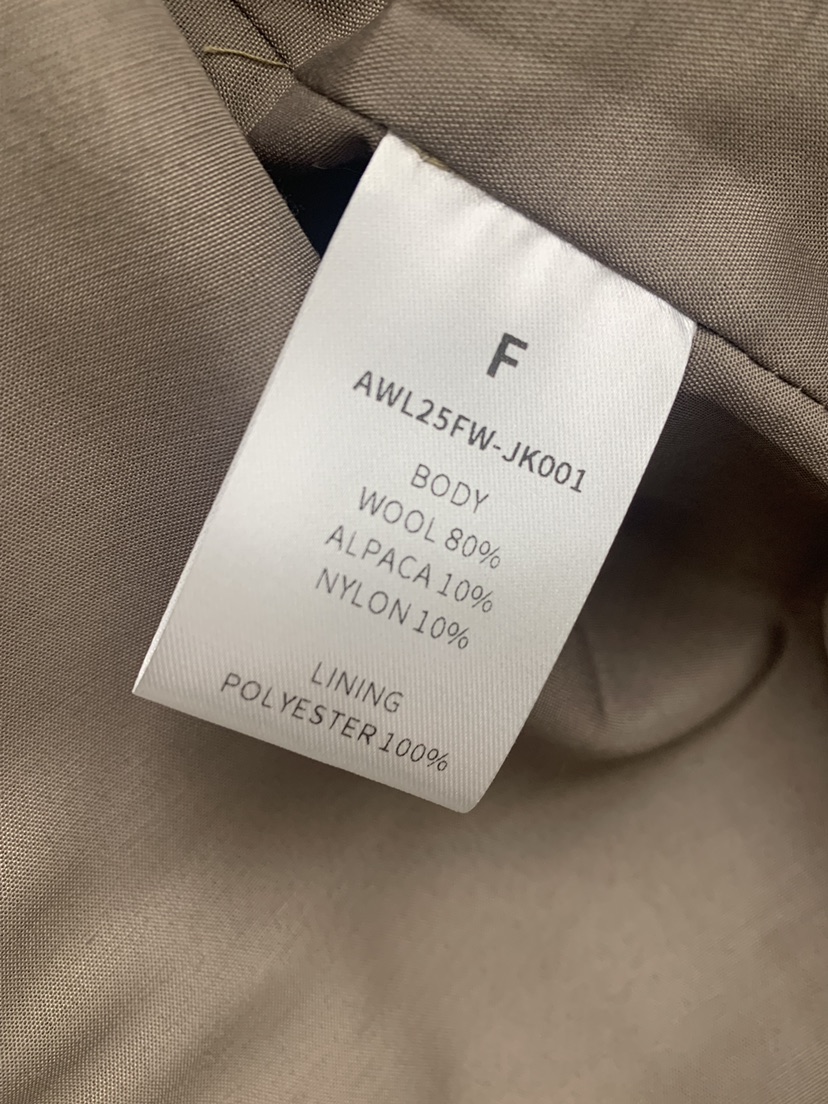 F
AWL25FW-JK001
BODY
WOOL 80%
ALPACA 10%
NYLON 10%
LINING
POLYESTER 100%